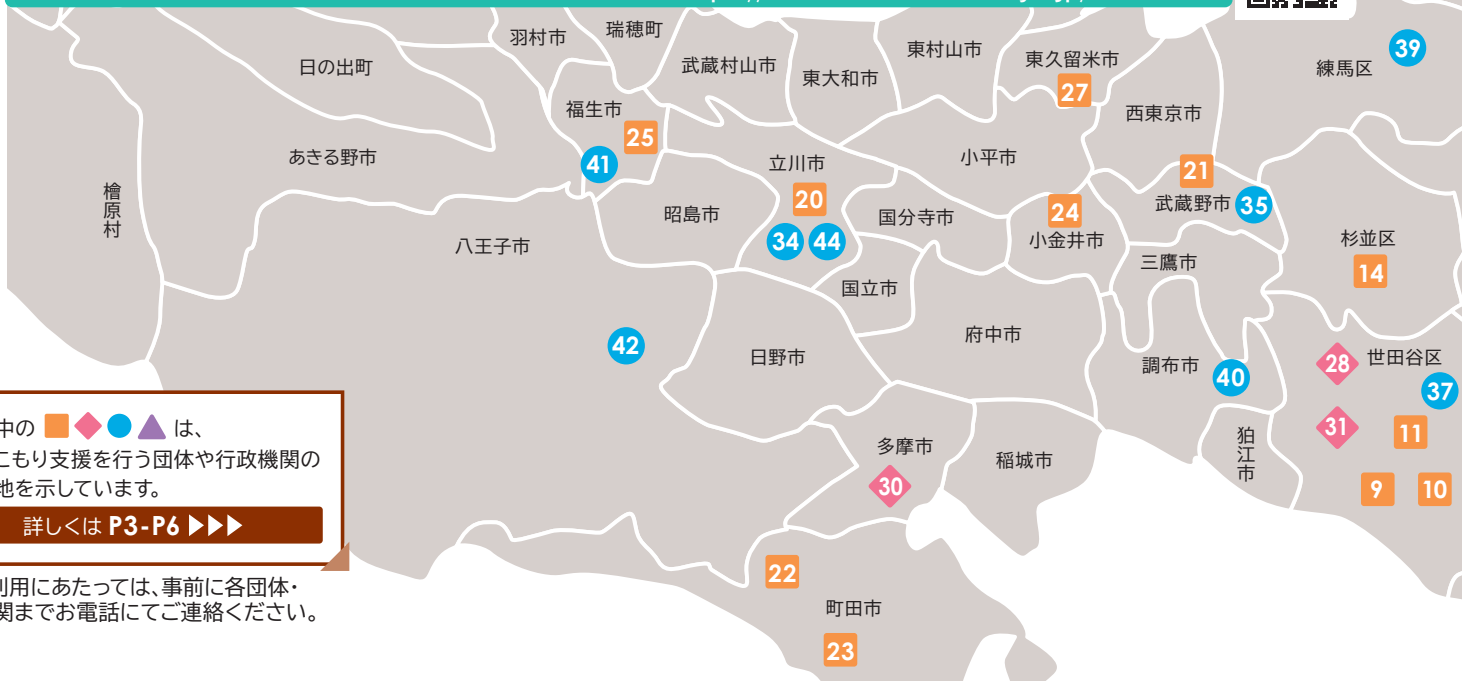 羽村市
瑞穂町
東村山市
東久留米市
39
日の出町
武蔵村山市
東大和市
27
練馬区
福生市
25
西東京市
41
あきる野市
立川市
小平市
21
檜原村
昭島市
20
国分寺市
24
武蔵野市
35
八王子市
34
44
小金井市
杉並区
三鷹市
14
国立市
42
日野市
府中市
調布市
40
28
世田谷区
37
中の ■ ◆ ● ▲ は、
こもり支援を行う団体や行政機関の
地を示しています。
詳しくは P3-P6 ▶▶▶
31
11
多摩市
稲城市
狛江市
30
9
10
利用にあたっては、事前に各団体・
関までお電話にてご連絡ください。
22
町田市
23